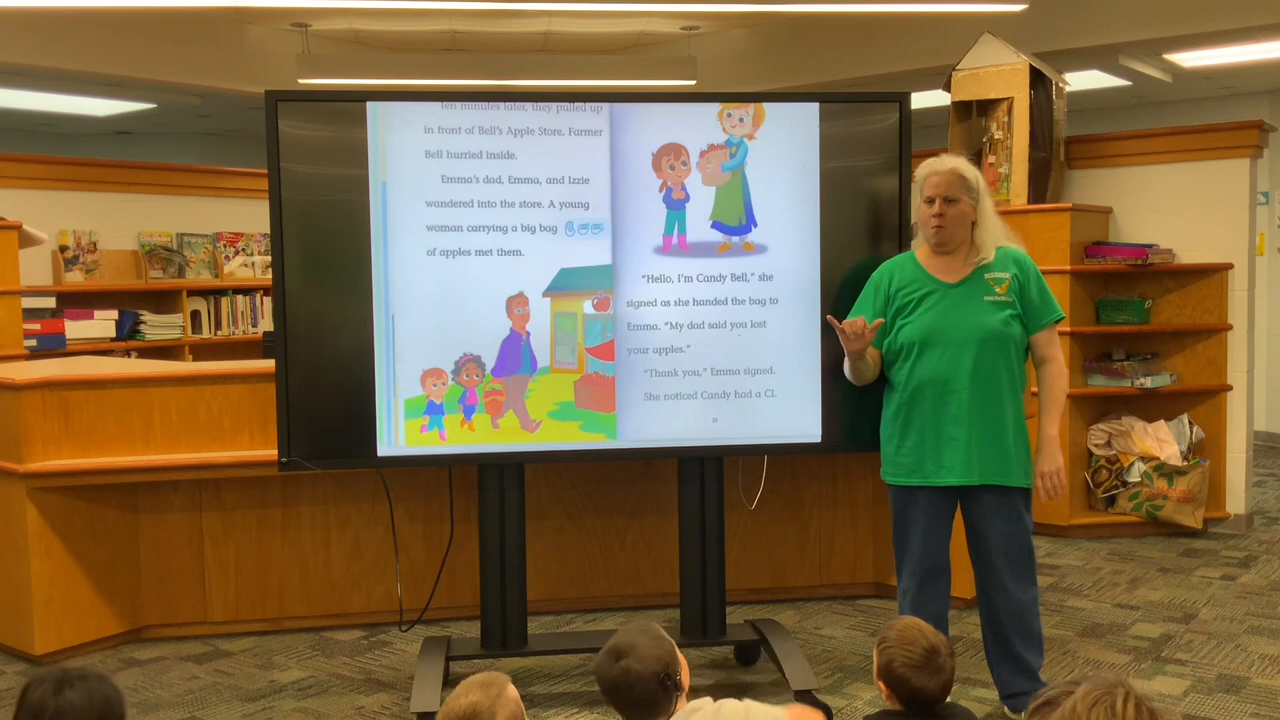 Ten minutes later, they pulled up
in front of Bell's Apple Store. Farmer
Bell hurried inside.
Emma's dad, Emma, and Izzie
wandered into the store. A young
woman carrying a big bag
of apples met them.
"Hello, I'm Candy Bell," she
signed as she handed the bag to
Emma. "My dad said you lost
your apples."
"Thank you," Emma signed.
She noticed Candy had a CI.